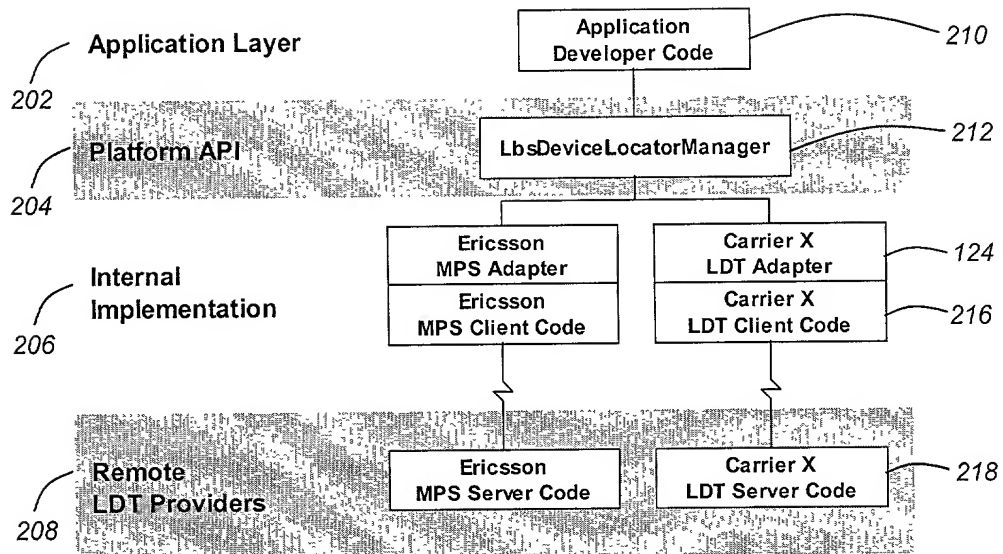 Application Layer
202
Application
Developer Code
210
Platform API
204
LbsDeviceLocatorManager
212
Internal
Implementation
206
Ericsson
MPS Adapter
Ericsson
MPS Client Code
Carrier X
LDT Adapter
124
Carrier X
LDT Client Code
216
Remote
LDT Providers
208
Ericsson
MPS Server Code
Carrier X
LDT Server Code
218